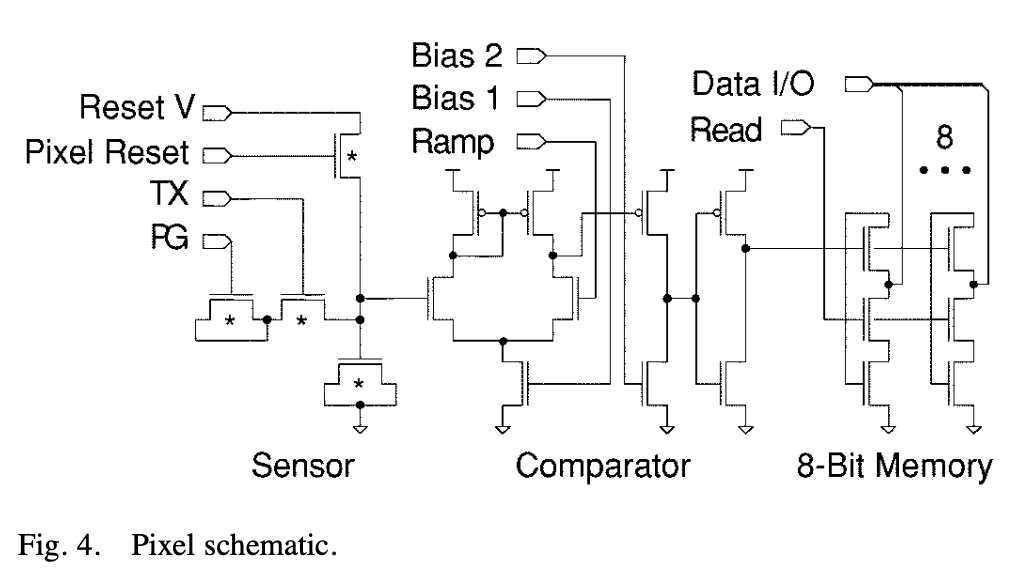 Bias 2
Bias 1
Ramp
Reset V
Pixel Reset
TX
PG
Data I/O
Read
8
* * * *
Sensor
Comparator
8-Bit Memory
Fig. 4. Pixel schematic.